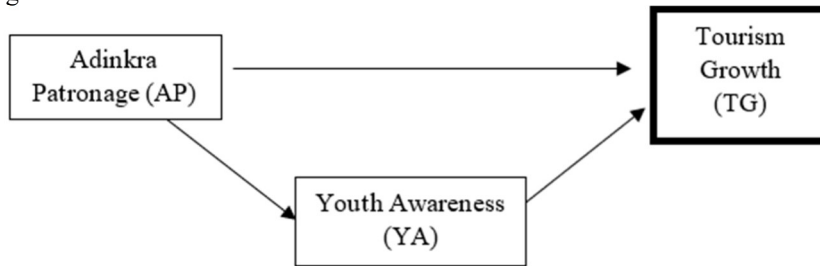 Adinkra
Patronage (AP)
Tourism
Growth
(TG)
Youth Awareness
(YA)